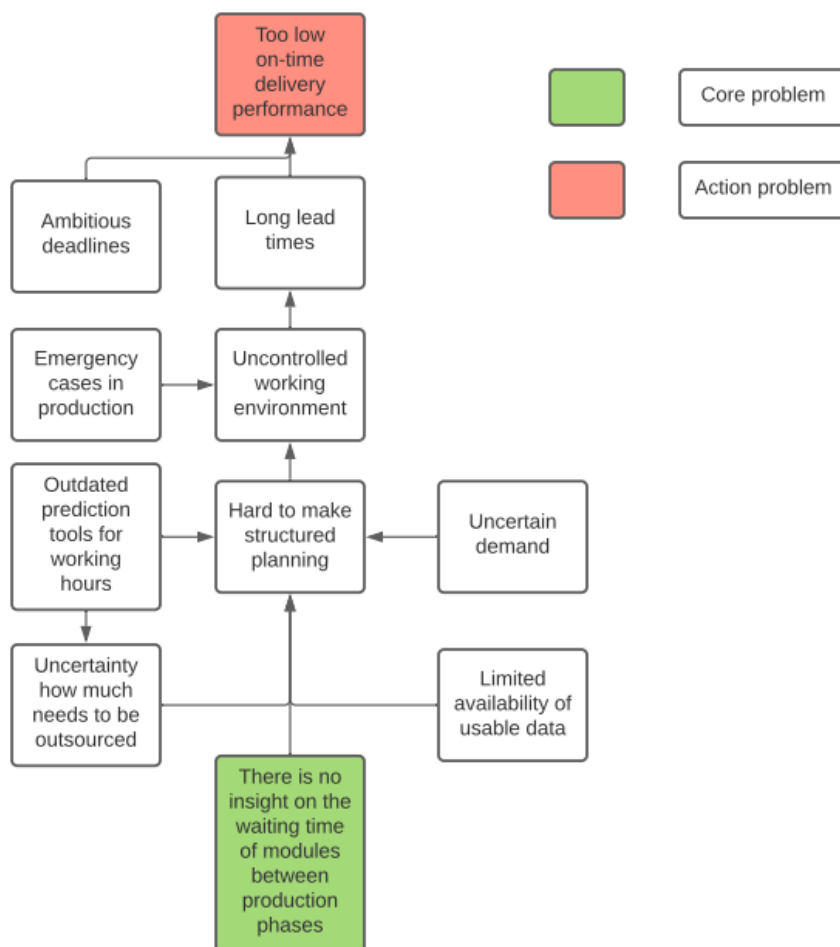 Too low
on-time
delivery
performance
Core problem
Action problem
Ambitious
deadlines
Long lead
times
Emergency
cases in
production
Uncontrolled
working
environment
Outdated
prediction
tools for
working
hours
Hard to make
structured
planning
Uncertain
demand
Uncertainty
how much
needs to be
outsourced
Limited
availability of
usable data
There is no
insight on the
waiting time
of modules
between
production
phases